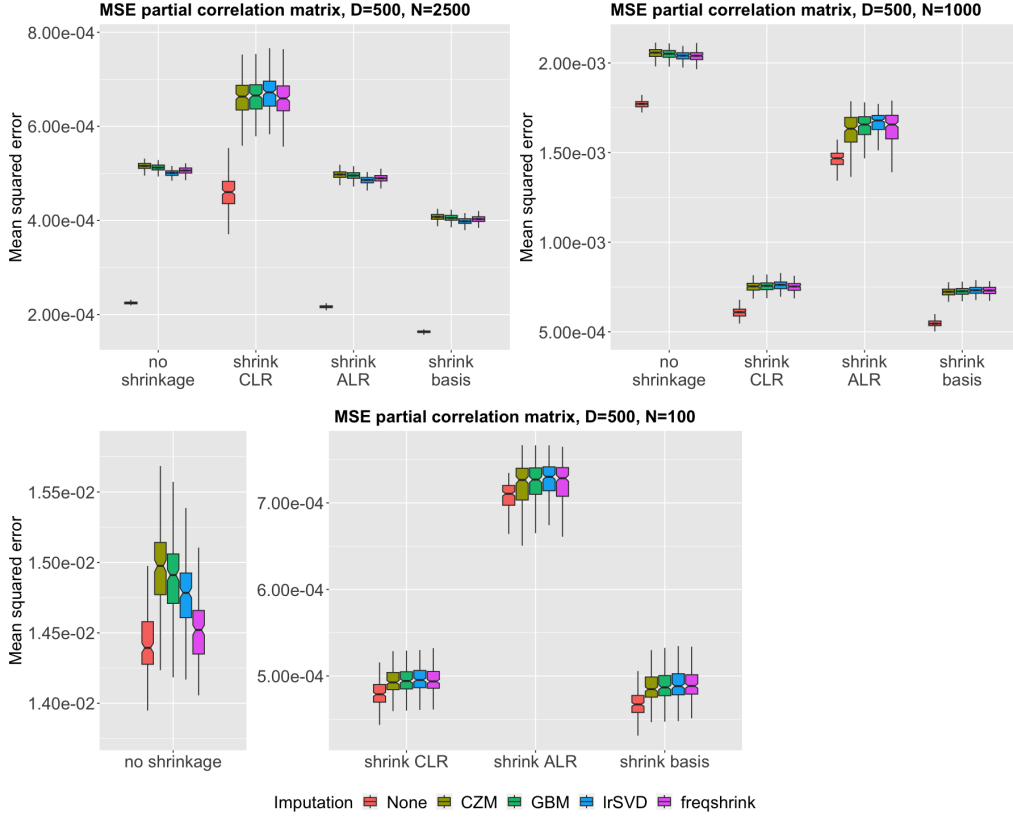 MSE partial correlation matrix, D=500, N=2500
Mean squared error
8.00e-04
6.00e-04
4.00e-04
2.00e-04
no
shrinkage
shrink
CLR
shrink
ALR
shrink
basis
MSE partial correlation matrix, D=500, N=1000
Mean squared error
2.00e-03
1.50e-03
1.00e-03
5.00e-04
no
shrinkage
shrink
CLR
shrink
ALR
shrink
basis
MSE partial correlation matrix, D=500, N=100
Mean squared error
1.55e-02
1.50e-02
1.45e-02
1.40e-02
no shrinkage
7.00e-04
6.00e-04
5.00e-04
shrink CLR
shrink ALR
shrink basis
Imputation None CZM GBM lrSVD freqshrink